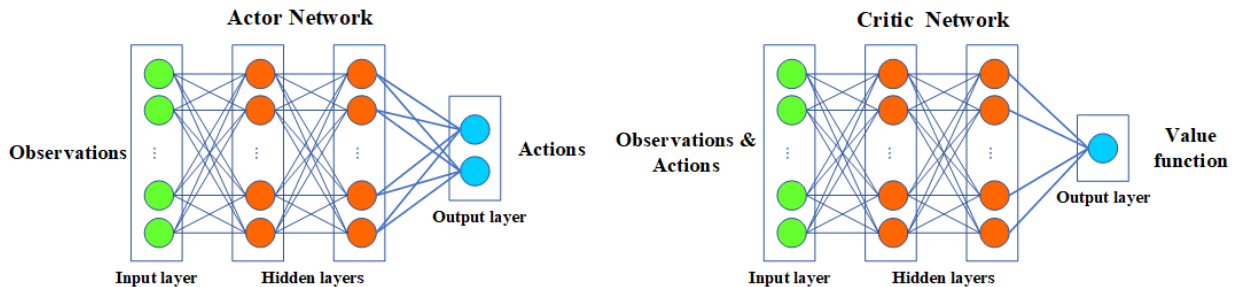 Actor Network
Observations
Actions
Output layer
Input layer
Hidden layers
Critic Network
Observations &
Actions
Value
function
Output layer
Input layer
Hidden layers